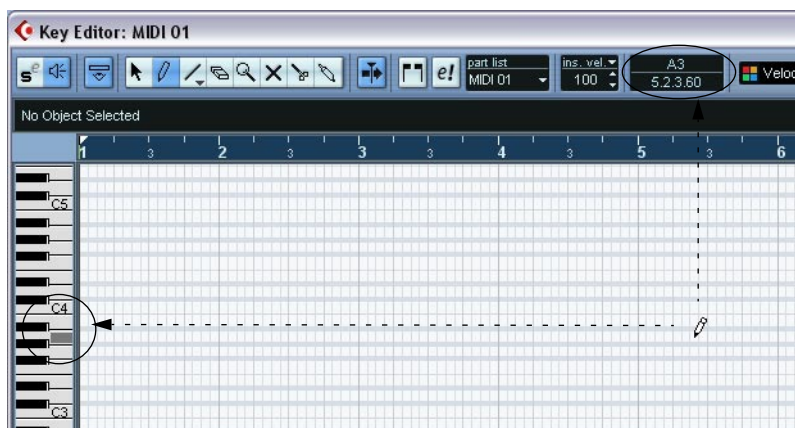 Key Editor: MIDI 01
part list
MIDI 01
ins. vel.
100
A3
5.2.3.60
Veloc
No Object Selected
1 3 2 3 3 3 4 3 5 3 6
C5
C4
C3